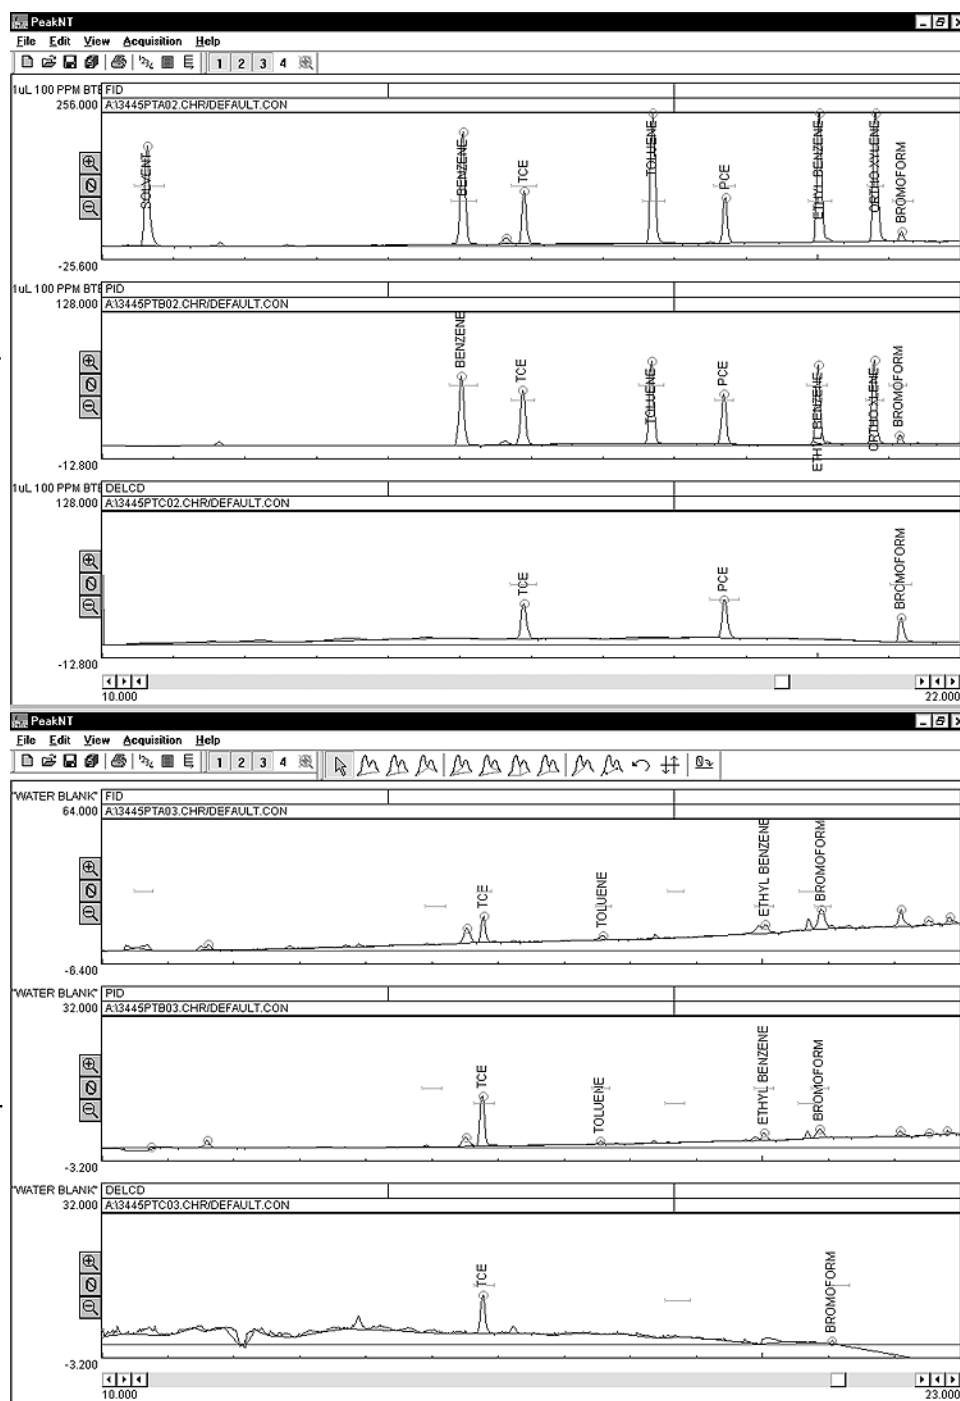 PeakNT
File Edit View Acquisition Help
1 2 3 4
1uL 100 PPM BTE FID
256.000 A:\3445PTA02.CHR/DEFAULT.CON
SOLVENT BENZENE TCE TOLUENE PCE ETHYL BENZENE ORTHO XYLENE BROMOFORM
-25.600
1uL 100 PPM BTE PID
128.000 A:\3445PTB02.CHR/DEFAULT.CON
BENZENE TCE TOLUENE PCE ETHYL BENZENE ORTHO XYLENE BROMOFORM
-12.800
1uL 100 PPM BTE DELCD
128.000 A:\3445PTC02.CHR/DEFAULT.CON
TCE PCE BROMOFORM
-12.800
10.000 22.000
PeakNT
File Edit View Acquisition Help
1 2 3 4
"WATER BLANK" FID
64.000 A:\3445PTA03.CHR/DEFAULT.CON
TCE TOLUENE ETHYL BENZENE BROMOFORM
-6.400
"WATER BLANK" PID
32.000 A:\3445PTB03.CHR/DEFAULT.CON
TCE TOLUENE ETHYL BENZENE BROMOFORM
-3.200
"WATER BLANK" DELCD
32.000 A:\3445PTC03.CHR/DEFAULT.CON
TCE BROMOFORM
-3.200
10.000 23.000